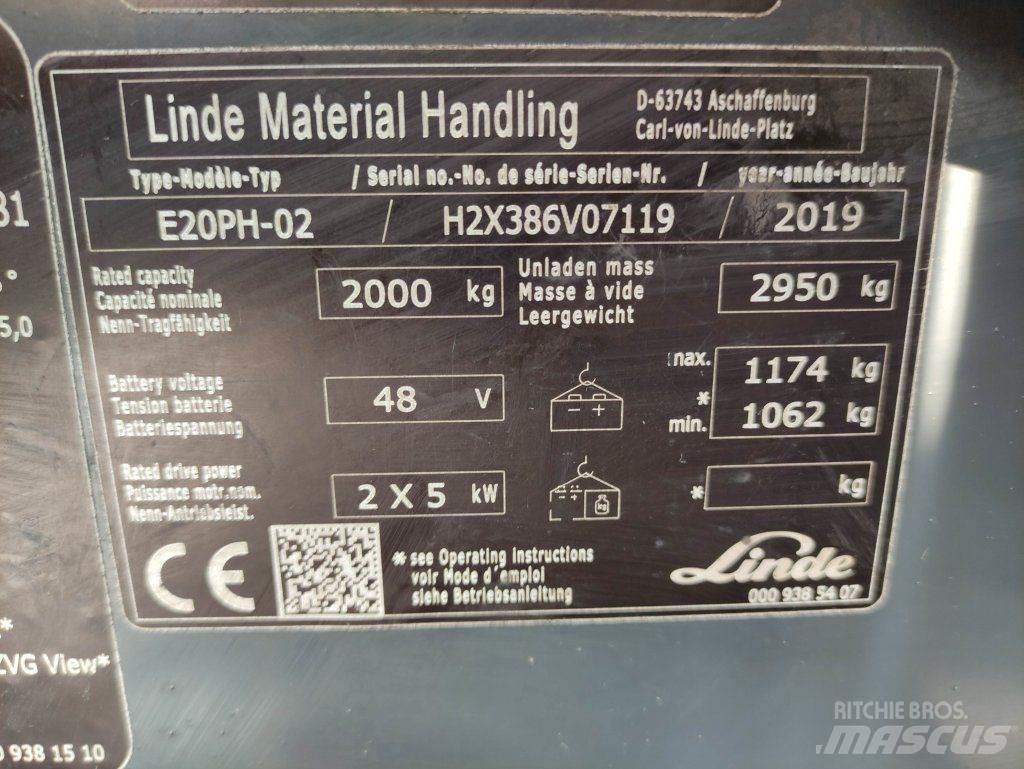 Linde Material Handling
D-63743 Aschaffenburg
Carl-von-Linde-Platz
Type-Modèle-Typ / Serial no.-No. de série-Serien-Nr. / year-année-Baujahr
E20PH-02 / H2X386V07119 / 2019
Rated capacity
Capacité nominale
Nenn-Tragfähigkeit
2000 kg
Unladen mass
Masse à vide
Leergewicht
2950 kg
Battery voltage
Tension batterie
Batteriespannung
48 V
max. 1174 kg
*
min. 1062 kg
Rated drive power
Puissance motr.nom.
Nenn-Antriebsleist.
2 X 5 kW
- +
* kg
CE
* see Operating instructions
voir Mode d'emploi
siehe Betriebsanleitung
Linde
000 938 54 07
31
5,0
ZVG View*
938 15 10
RITCHIE BROS.
MASCUS